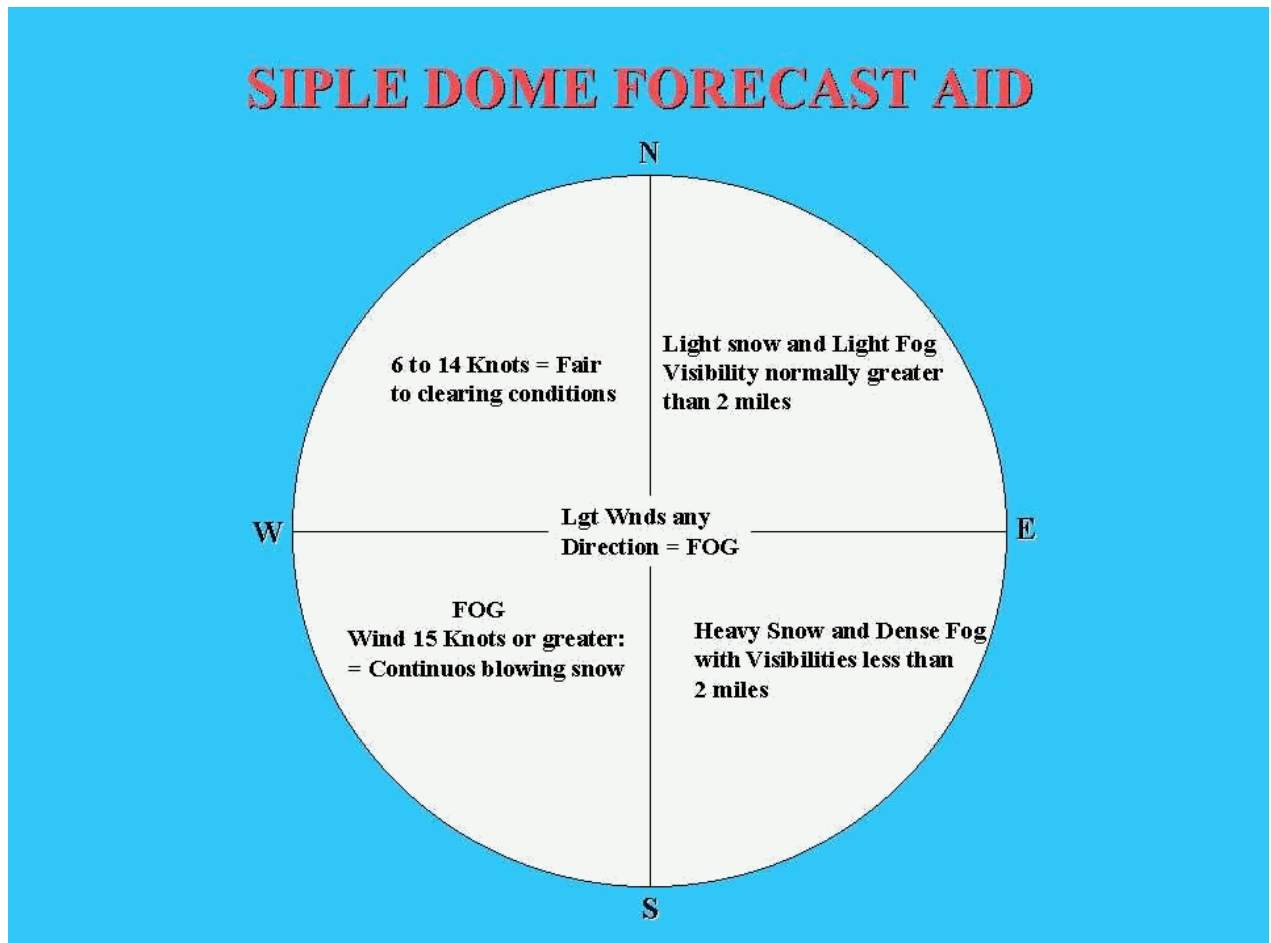 SIPLE DOME FORECAST AID
N
6 to 14 Knots = Fair
to clearing conditions
Light snow and Light Fog
Visibility normally greater
than 2 miles
W
Lgt Wnds any
Direction = FOG
E
FOG
Wind 15 Knots or greater:
= Continuos blowing snow
Heavy Snow and Dense Fog
with Visibilities less than
2 miles
S